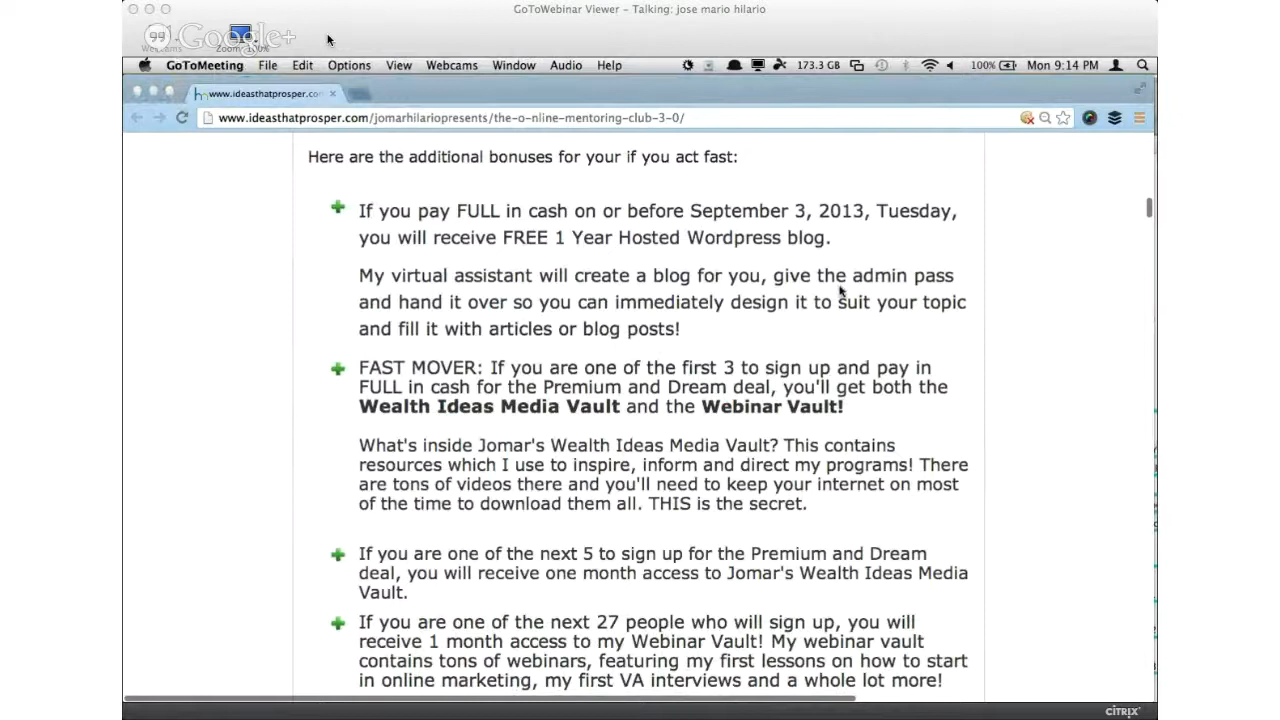 GoToWebinar Viewer - Talking: jose mario hilario
Google+
GoToMeeting File Edit Options View Webcams Window Audio Help 173.3 GB 100% Mon 9:14 PM
www.ideasthatprosper.co
www.ideasthatprosper.com/jomarhilariopresents/the-o-nline-mentoring-club-3-0/
Here are the additional bonuses for your if you act fast:
If you pay FULL in cash on or before September 3, 2013, Tuesday,
you will receive FREE 1 Year Hosted Wordpress blog.
My virtual assistant will create a blog for you, give the admin pass
and hand it over so you can immediately design it to suit your topic
and fill it with articles or blog posts!
FAST MOVER: If you are one of the first 3 to sign up and pay in
FULL in cash for the Premium and Dream deal, you'll get both the
Wealth Ideas Media Vault and the Webinar Vault!
What's inside Jomar's Wealth Ideas Media Vault? This contains
resources which I use to inspire, inform and direct my programs! There
are tons of videos there and you'll need to keep your internet on most
of the time to download them all. THIS is the secret.
If you are one of the next 5 to sign up for the Premium and Dream
deal, you will receive one month access to Jomar's Wealth Ideas Media
Vault.
If you are one of the next 27 people who will sign up, you will
receive 1 month access to my Webinar Vault! My webinar vault
contains tons of webinars, featuring my first lessons on how to start
in online marketing, my first VA interviews and a whole lot more!
CITRIX